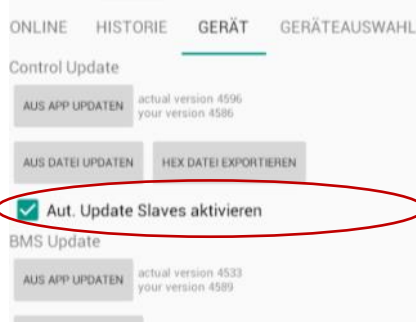 ONLINE HISTORIE GERÄT GERÄTEAUSWAHL
Control Update
AUS APP UPDATEN actual version 4596
your version 4586
AUS DATEI UPDATEN HEX DATEI EXPORTIEREN
Aut. Update Slaves aktivieren
BMS Update
AUS APP UPDATEN actual version 4533
your version 4589